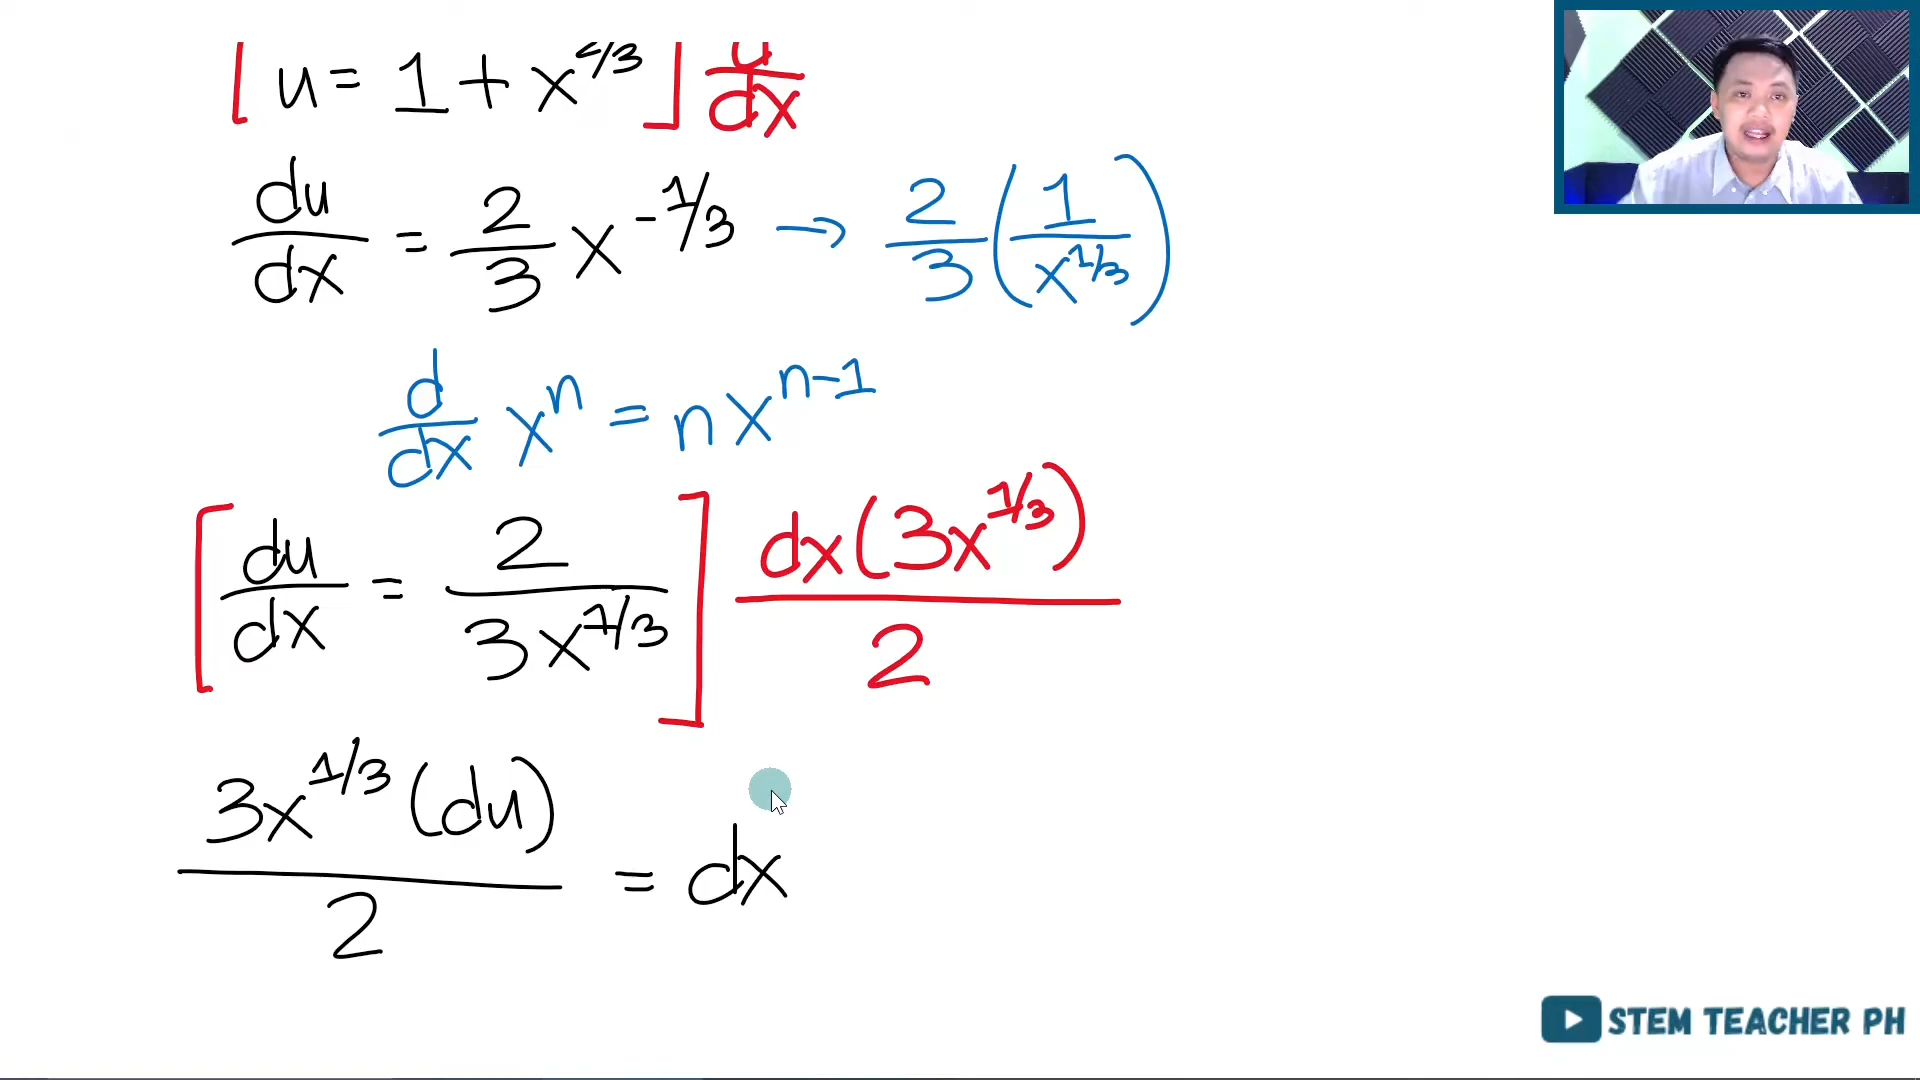 [ u = 1 + x^2/3 ] d/dx
du/dx = 2/3 x^-1/3 → 2/3 ( 1/x^1/3 )
d/dx x^n = nx^n-1
[ du/dx = 2/3x^1/3 ] dx(3x^1/3)/2
3x^1/3 (du)/2 = dx
STEM TEACHER PH